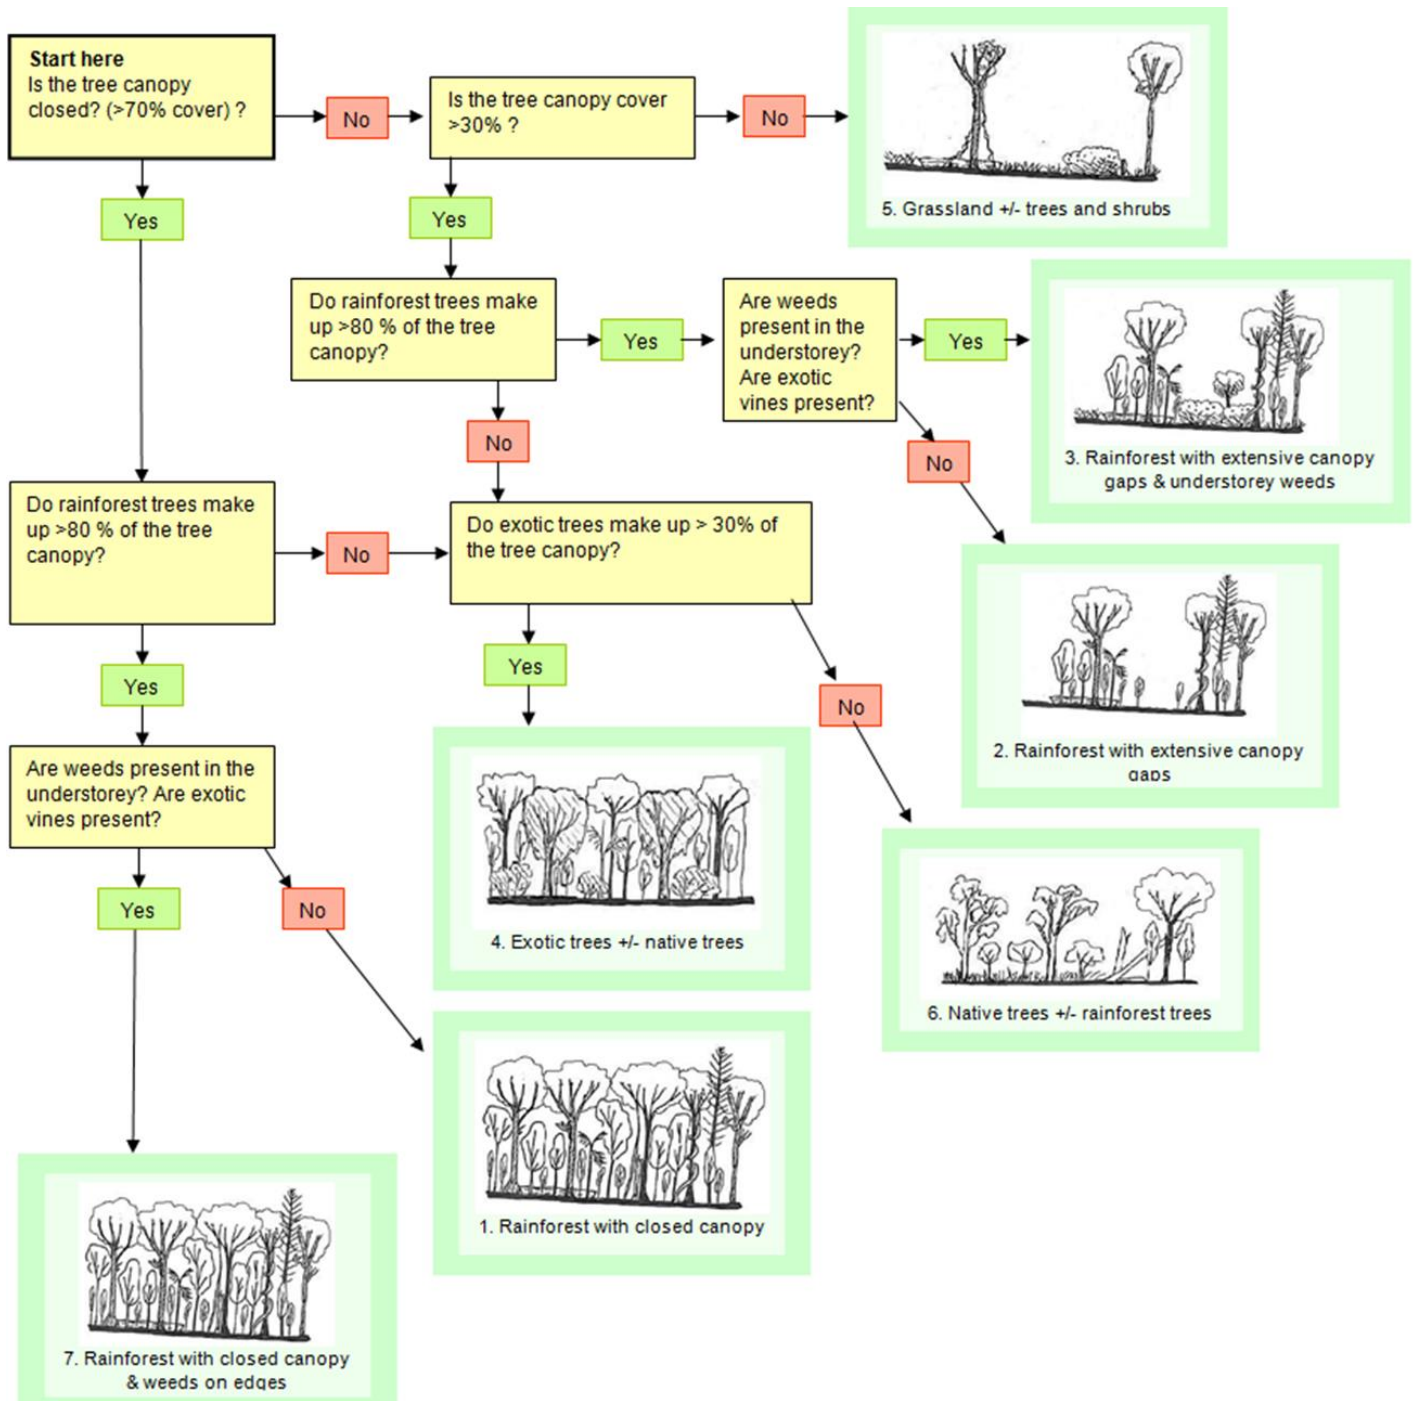 Start here
Is the tree canopy
closed? (>70% cover) ?
No
Is the tree canopy cover
>30% ?
No
5. Grassland +/- trees and shrubs
Yes
Yes
Do rainforest trees make
up >80 % of the tree
canopy?
Yes
Are weeds
present in the
understorey?
Are exotic
vines present?
Yes
3. Rainforest with extensive canopy
gaps & understorey weeds
No
No
2. Rainforest with extensive canopy
gaps
Do rainforest trees make
up >80 % of the tree
canopy?
No
Do exotic trees make up > 30% of
the tree canopy?
Yes
Yes
No
4. Exotic trees +/- native trees
6. Native trees +/- rainforest trees
Are weeds present in the
understorey? Are exotic
vines present?
Yes
No
1. Rainforest with closed canopy
7. Rainforest with closed canopy
& weeds on edges